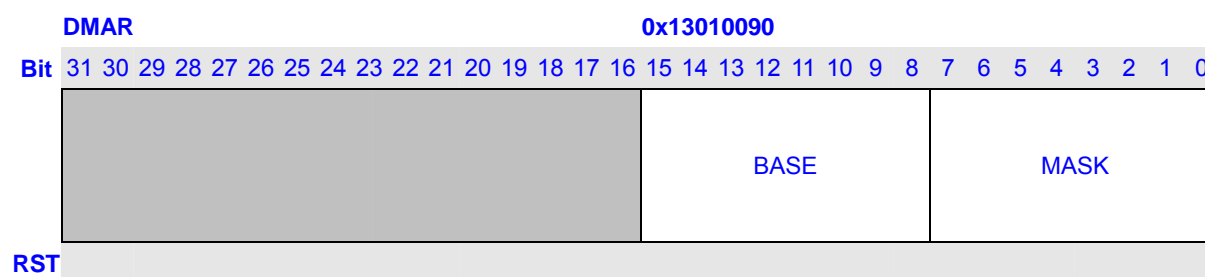 DMAR 0x13010090
Bit 31 30 29 28 27 26 25 24 23 22 21 20 19 18 17 16 15 14 13 12 11 10 9 8 7 6 5 4 3 2 1 0
BASE MASK
RST